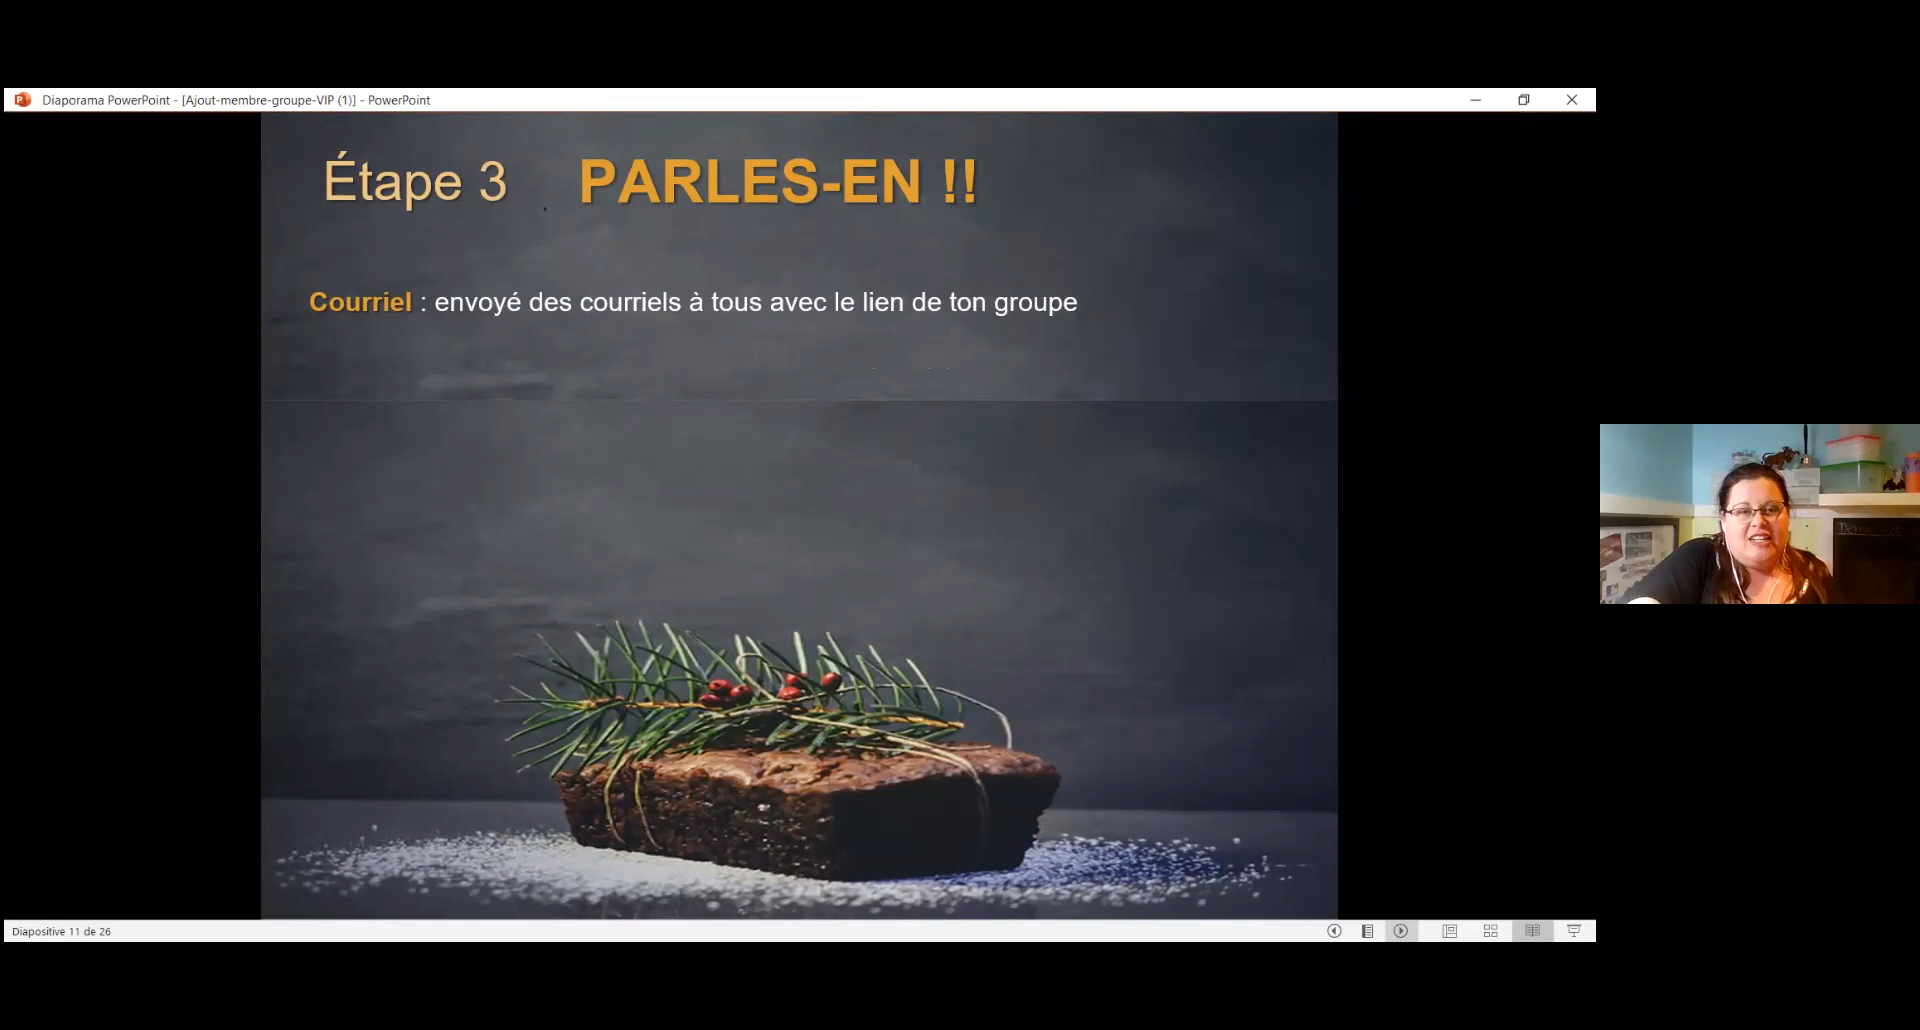 Diaporama PowerPoint - [Ajout-membre-groupe-VIP (1)] - PowerPoint
Étape 3 PARLES-EN !!
Courriel : envoyé des courriels à tous avec le lien de ton groupe
Diapositive 11 de 26